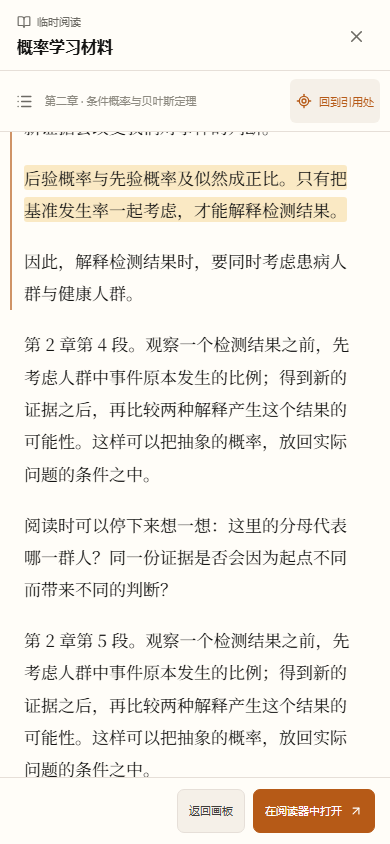 临时阅读
概率学习材料
第二章 · 条件概率与贝叶斯定理
回到引用处
新证据会改变我们对事件的判断。
后验概率与先验概率及似然成正比。只有把
基准发生率一起考虑，才能解释检测结果。
因此，解释检测结果时，要同时考虑患病人
群与健康人群。
第 2 章第 4 段。观察一个检测结果之前，先
考虑人群中事件原本发生的比例；得到新的
证据之后，再比较两种解释产生这个结果的
可能性。这样可以把抽象的概率，放回实际
问题的条件之中。
阅读时可以停下来想一想：这里的分母代表
哪一群人？同一份证据是否会因为起点不同
而带来不同的判断？
第 2 章第 5 段。观察一个检测结果之前，先
考虑人群中事件原本发生的比例；得到新的
证据之后，再比较两种解释产生这个结果的
可能性。这样可以把抽象的概率，放回实际
问题的条件之中。
返回画板
在阅读器中打开